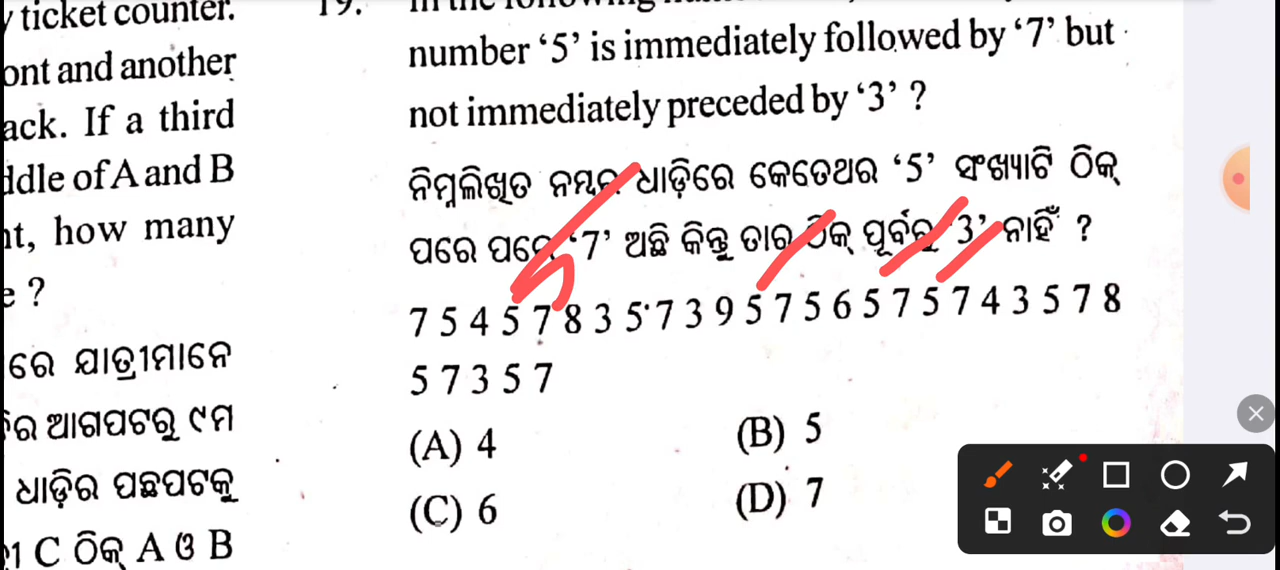 ticket counter.
ont and another
ack. If a third
ddle of A and B
nt, how many
e ?
ରେ ଯାତ୍ରୀମାନେ
ଆଗପଟରୁ ୯ମ
ଧାଡ଼ିର ପଛପଟକୁ
C ଠିକ୍ A ଓ B
19.
number ‘5’ is immediately followed by ‘7’ but
not immediately preceded by ‘3’ ?
ନିମ୍ନଲିଖିତ ନମ୍ବର ଧାଡ଼ିରେ କେତେଥର ‘5’ ସଂଖ୍ୟାଟି ଠିକ୍
ପରେ ପରେ ‘7’ ଅଛି କିନ୍ତୁ ତାର ଠିକ୍ ପୂର୍ବରୁ ‘3’ ନାହିଁ ?
7 5 4 5 7 8 3 5 7 3 9 5 7 5 6 5 7 5 7 4 3 5 7 8
5 7 3 5 7
(A) 4
(B) 5
(C) 6
(D) 7